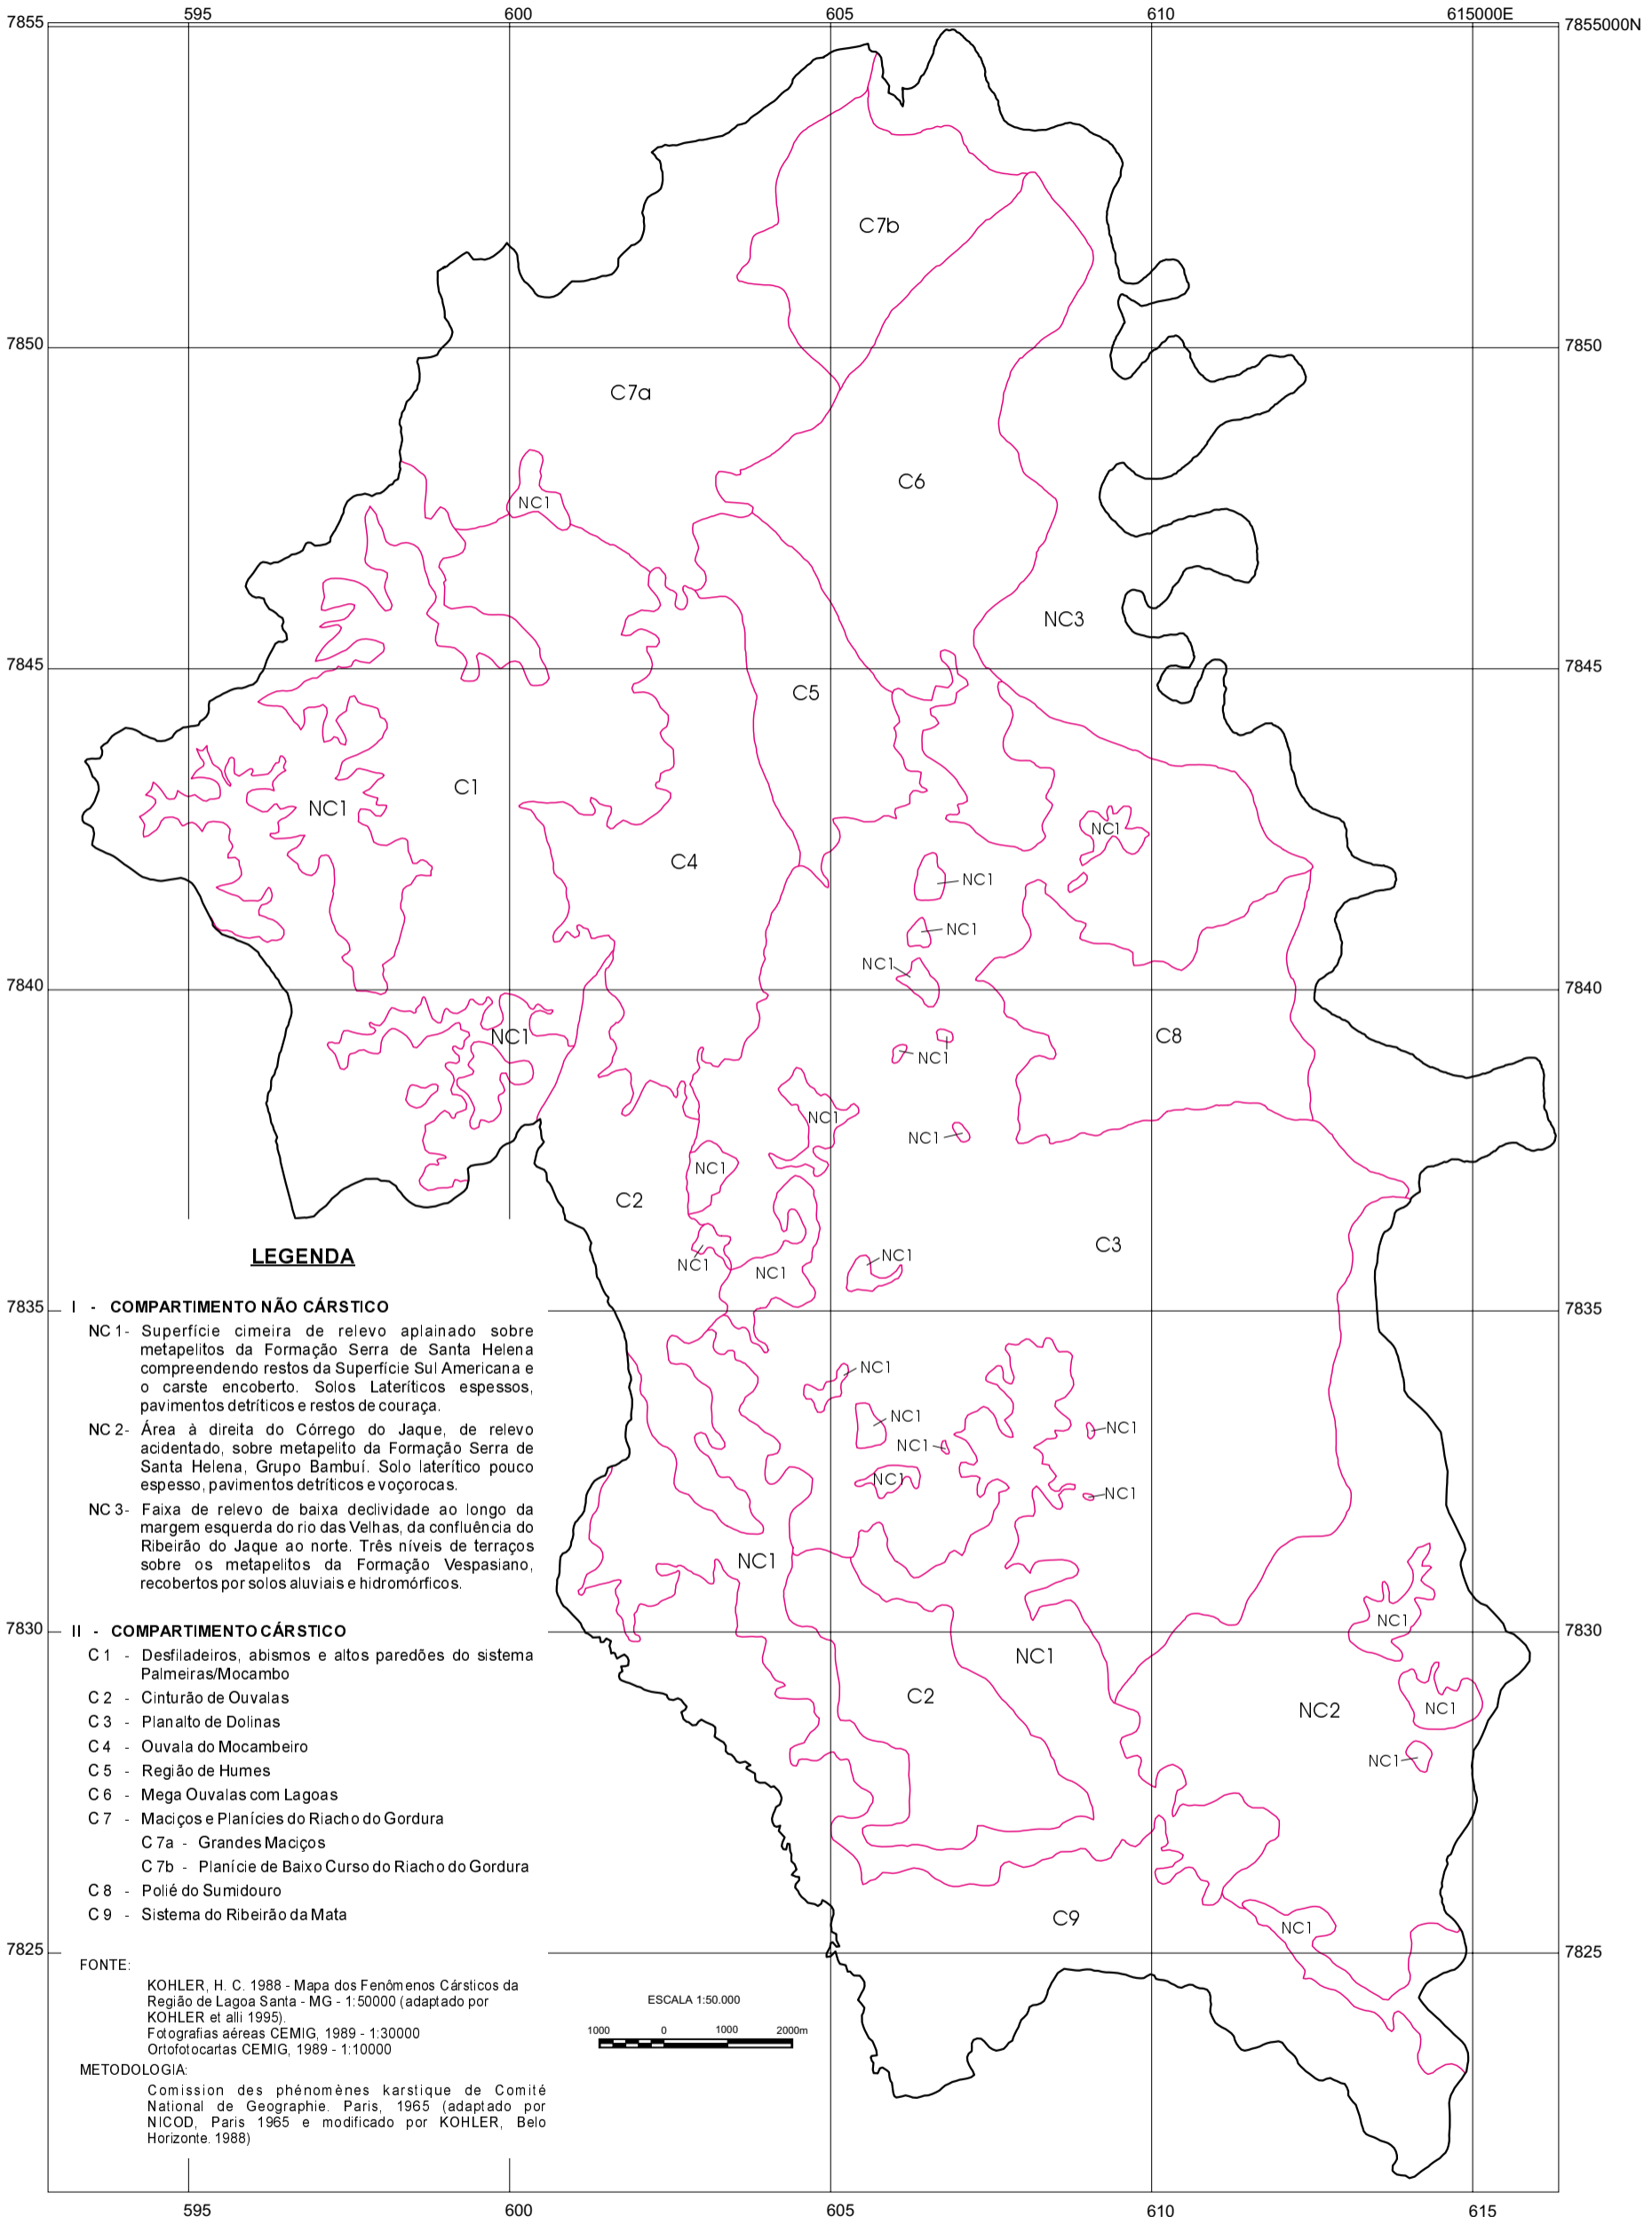 595 600 605 610 615000E
7855 7855000N
C7b
7850 7850
C7a
C6
NC1
NC3
7845 7845
C5
C1
NC1
NC1
C4
NC1
NC1
NC1
7840 7840
NC1
C8
NC1
NC1
NC1
NC1
C2
C3
NC1
NC1
NC1
LEGENDA
7835 7835
I - COMPARTIMENTO NÃO CÁRSTICO
NC 1- Superfície cimeira de relevo aplainado sobre
metapelitos da Formação Serra de Santa Helena
compreendendo restos da Superfície Sul Americana e
o carste encoberto. Solos Lateríticos espessos,
pavimentos detríticos e restos de couraça.
NC 2- Área à direita do Córrego do Jaque, de relevo
acidentado, sobre metapelito da Formação Serra de
Santa Helena, Grupo Bambuí. Solo laterítico pouco
espesso, pavimentos detríticos e voçorocas.
NC 3- Faixa de relevo de baixa declividade ao longo da
margem esquerda do rio das Velhas, da confluência do
Ribeirão do Jaque ao norte. Três níveis de terraços
sobre os metapelitos da Formação Vespasiano,
recobertos por solos aluviais e hidromórficos.
NC1
NC1
NC1
NC1
NC1
NC1
NC1
7830 7830
II - COMPARTIMENTO CÁRSTICO
C 1 - Desfiladeiros, abismos e altos paredões do sistema
Palmeiras/Mocambo
C 2 - Cinturão de Ouvalas
C 3 - Planalto de Dolinas
C 4 - Ouvala do Mocambeiro
C 5 - Região de Humes
C 6 - Mega Ouvalas com Lagoas
C 7 - Maciços e Planícies do Riacho do Gordura
C 7a - Grandes Maciços
C 7b - Planície de Baixo Curso do Riacho do Gordura
C 8 - Polié do Sumidouro
C 9 - Sistema do Ribeirão da Mata
NC1
NC1
C2
NC2
NC1
NC1
C9
NC1
7825 7825
FONTE:
KOHLER, H. C. 1988 - Mapa dos Fenômenos Cársticos da
Região de Lagoa Santa - MG - 1:50000 (adaptado por
KOHLER et alli 1995).
Fotografias aéreas CEMIG, 1989 - 1:30000
Ortofotocartas CEMIG, 1989 - 1:10000
METODOLOGIA:
Comission des phénomènes karstique de Comité
National de Geographie. Paris, 1965 (adaptado por
NICOD, Paris 1965 e modificado por KOHLER, Belo
Horizonte. 1988)
ESCALA 1:50.000
1000 0 1000 2000m
595 600 605 610 615